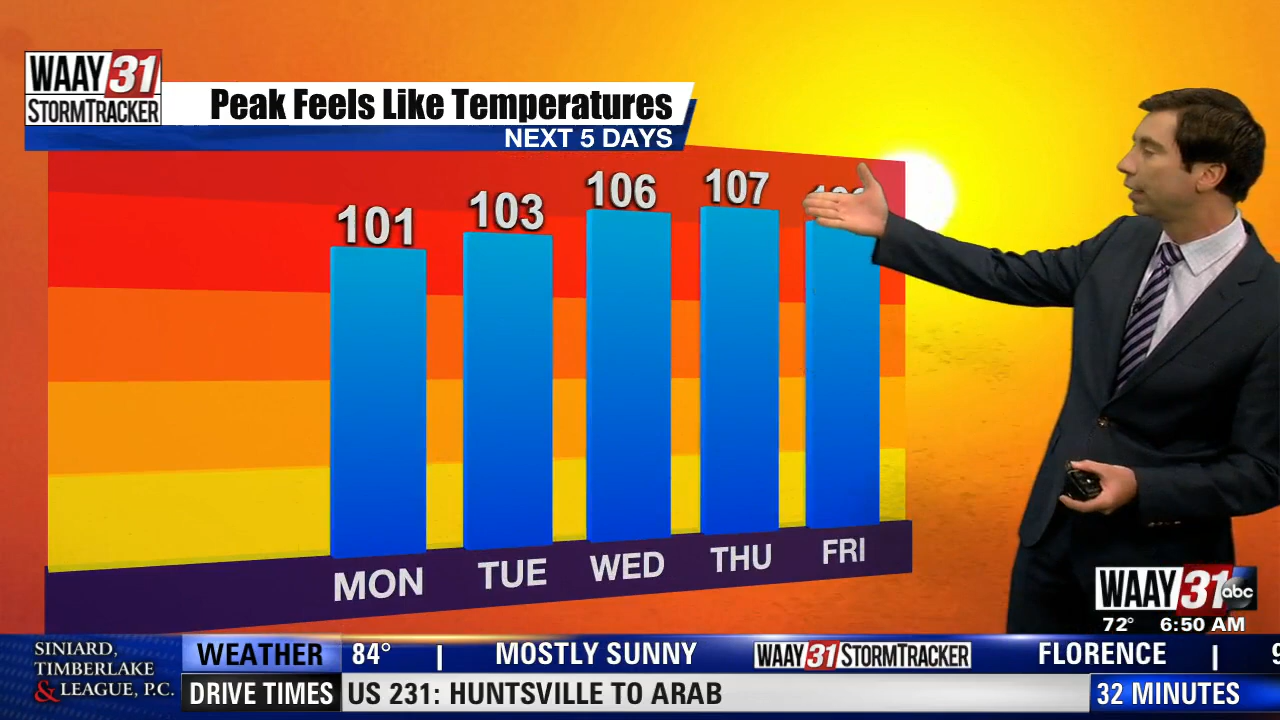 WAAY 31
STORMTRACKER
Peak Feels Like Temperatures
NEXT 5 DAYS
101
103
106
107
MON
TUE
WED
THU
FRI
WAAY 31 abc
72° 6:50 AM
SINIARD,
TIMBERLAKE
& LEAGUE, P.C.
WEATHER 84° | MOSTLY SUNNY WAAY 31 STORMTRACKER FLORENCE |
DRIVE TIMES US 231: HUNTSVILLE TO ARAB 32 MINUTES